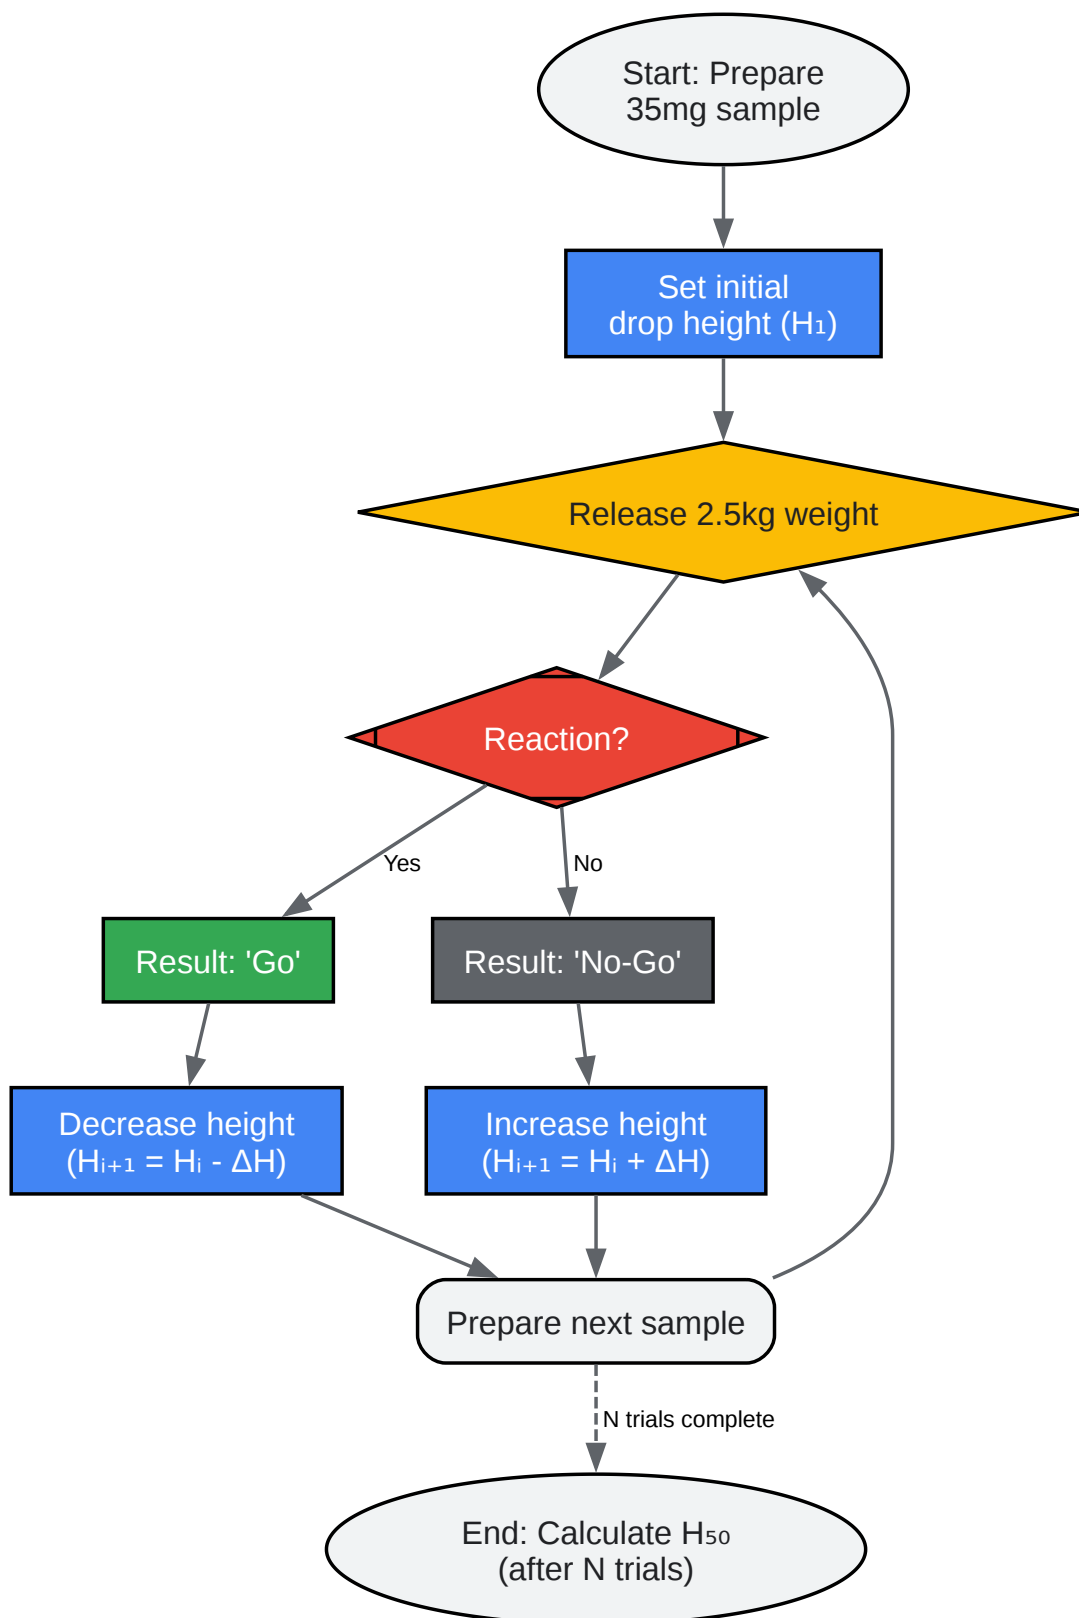 Start: Prepare
35mg sample
Set initial
drop height (H₁)
Release 2.5kg weight
Reaction?
Yes
No
Result: 'Go'
Result: 'No-Go'
Decrease height
(Hᵢ₊₁ = Hᵢ - ΔH)
Increase height
(Hᵢ₊₁ = Hᵢ + ΔH)
Prepare next sample
N trials complete
End: Calculate H₅₀
(after N trials)